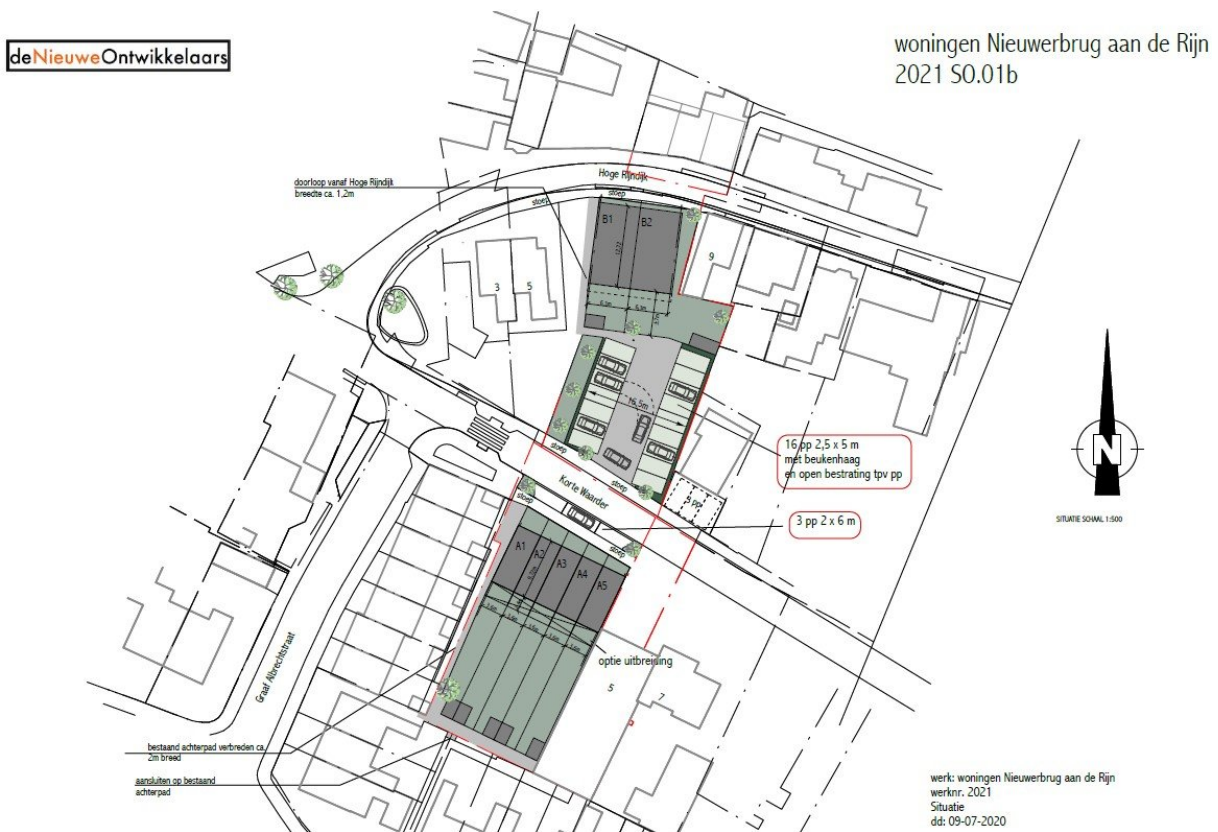 deNieuweOntwikkelaars
woningen Nieuwerbrug aan de Rijn
2021 SO.01b
doorloop vanaf Hoge Rijndijk
breedte ca. 1,2m
Hoge Rijndijk
stoep
stoep
B1
B2
9
3
5
16,5m
16 pp 2,5 x 5 m
met beukenhaag
en open bestrating tpv pp
N
SITUATIE SCHAAL 1:500
stoep
Korte Waarder
stoep
stoep
5 pp
3 pp 2 x 6 m
stoep
A1
A2
A3
A4
A5
optie uitbreiding
5
7
Graaf Albrechtstraat
bestaand achterpad verbreden ca.
2m breed
aansluiten op bestaand
achterpad
werk: woningen Nieuwerbrug aan de Rijn
werknr. 2021
Situatie
dd: 09-07-2020